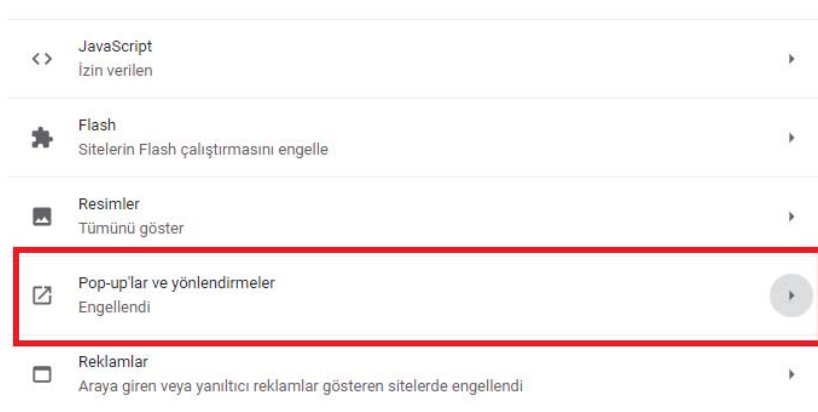 JavaScript
İzin verilen
Flash
Sitelerin Flash çalıştırmasını engelle
Resimler
Tümünü göster
Pop-up'lar ve yönlendirmeler
Engellendi
Reklamlar
Araya giren veya yanıltıcı reklamlar gösteren sitelerde engellendi